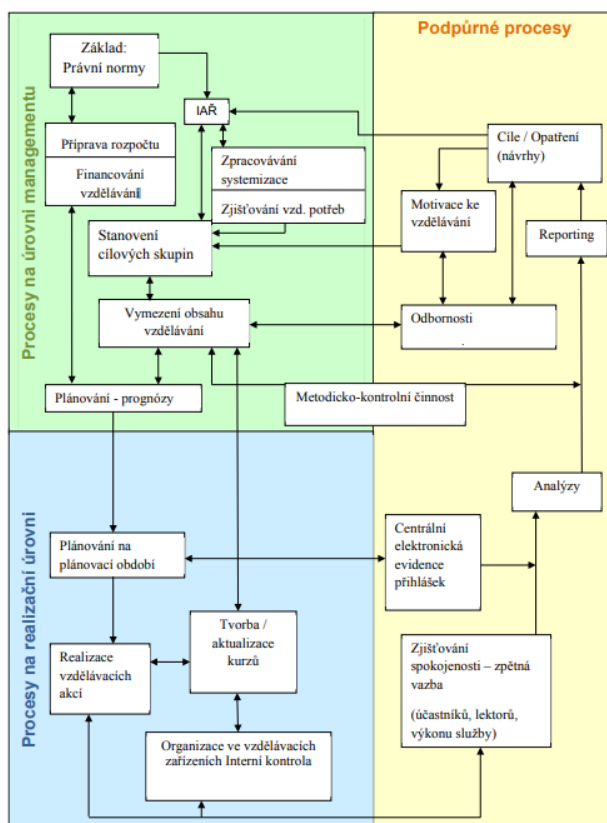 Podpůrné procesy
Procesy na úrovni managementu
Základ:
Právní normy
IAŘ
Příprava rozpočtu
Financování
vzdělávání
Zpracovávání
systemizace
Zjišťování vzd. potřeb
Cíle / Opatření
(návrhy)
Motivace ke
vzdělávání
Reporting
Stanovení
cílových skupin
Vymezení obsahu
vzdělávání
Odbornosti
.
Plánování - prognózy
Metodicko-kontrolní činnost
Procesy na realizační úrovni
Analýzy
Plánování na
plánovací období
Centrální
elektronická
evidence
přihlášek
Tvorba /
aktualizace
kurzů
Realizace
vzdělávacích
akcí
Zjišťování
spokojenosti – zpětná
vazba
(účastníků, lektorů,
výkonu služby)
Organizace ve vzdělávacích
zařízeních Interní kontrola